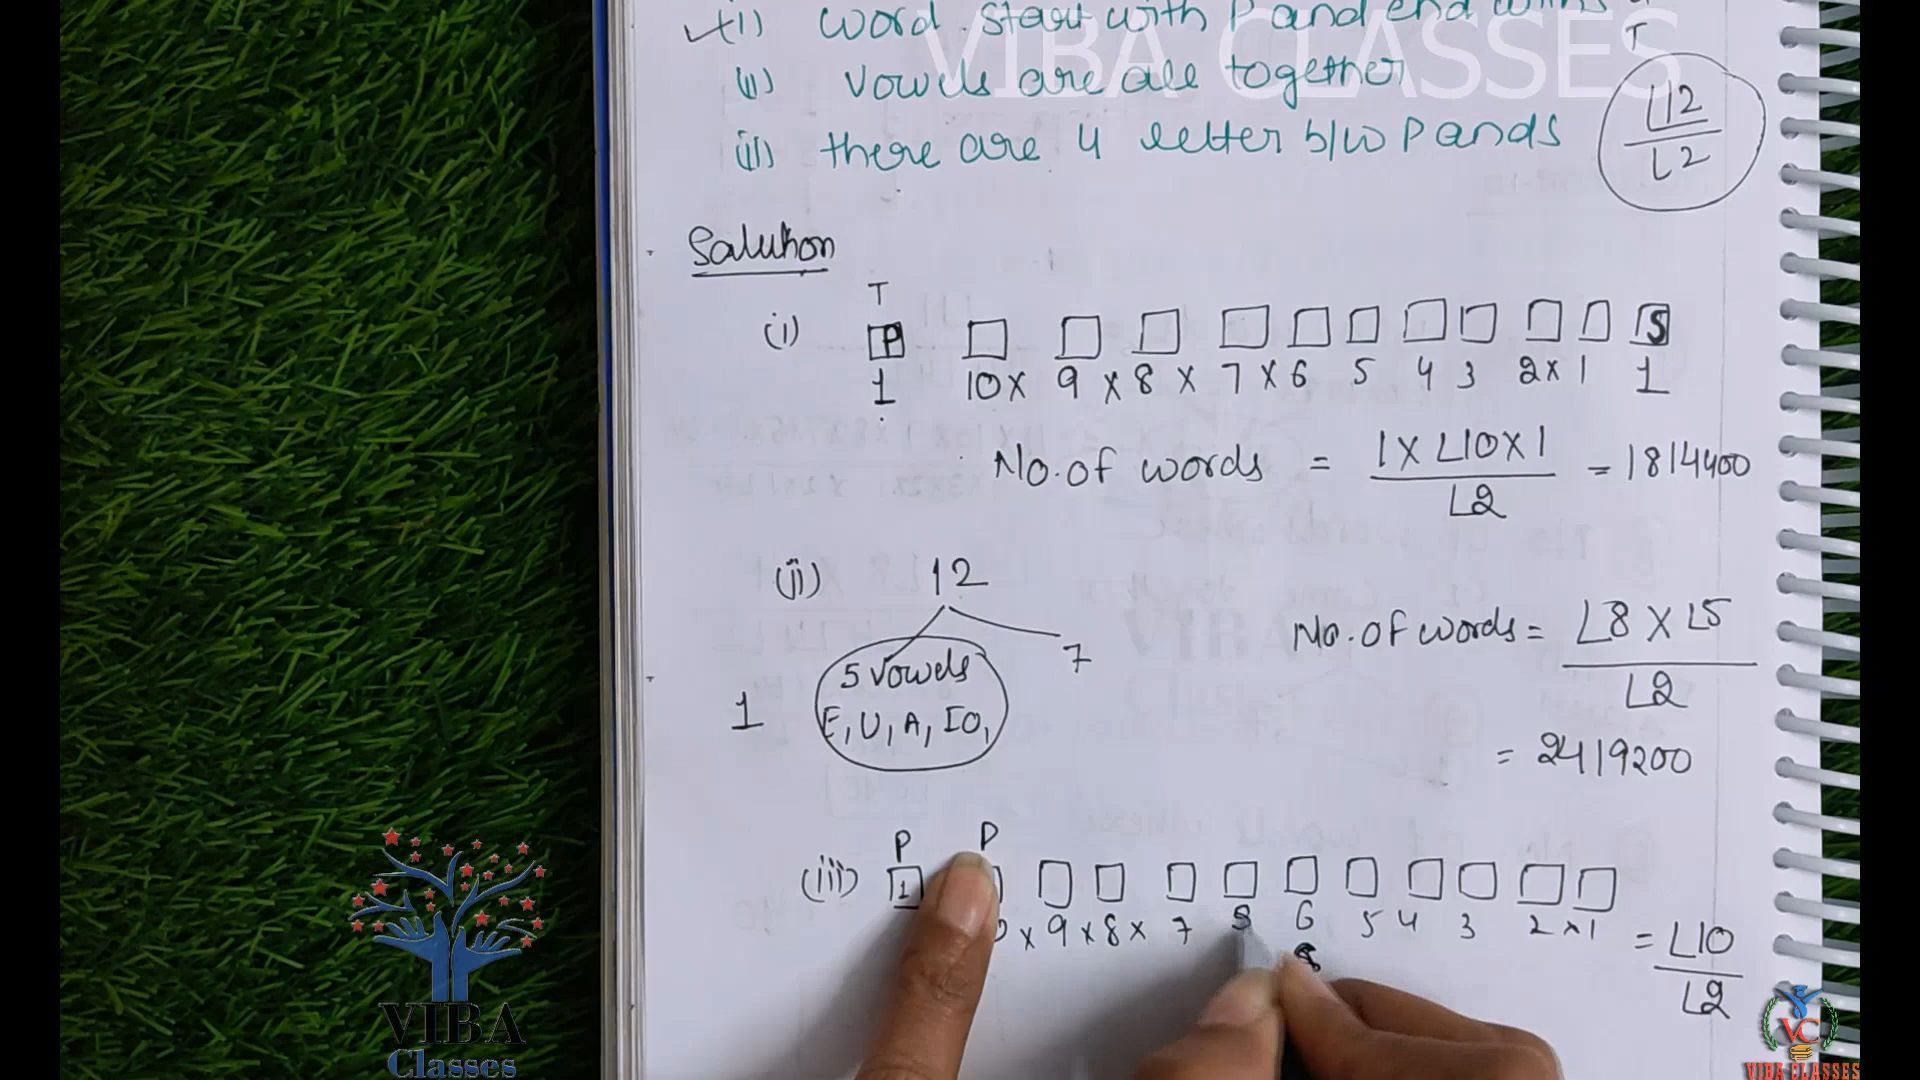 (i) Word start with P and end with S
T
VIBA CLASSES
(ii) Vowels are all together
(iii) there are 4 letter b/w P and S
L12
L2
Solution
T
(i) P S
1 10 x 9 x 8 x 7 x 6 5 4 3 2 x 1 1
No. of words = 1 x L10 x 1 / L2 = 1814400
(ii) 12
5 vowels 7
1 E, U, A, I O,
No. of words = L8 x L5 / L2
= 2419200
P P
(iii) 1
x 9 x 8 x 7 S 6 5 4 3 2 x 1 = L10 / L2
VIBA
Classes
VC
VIBA CLASSES